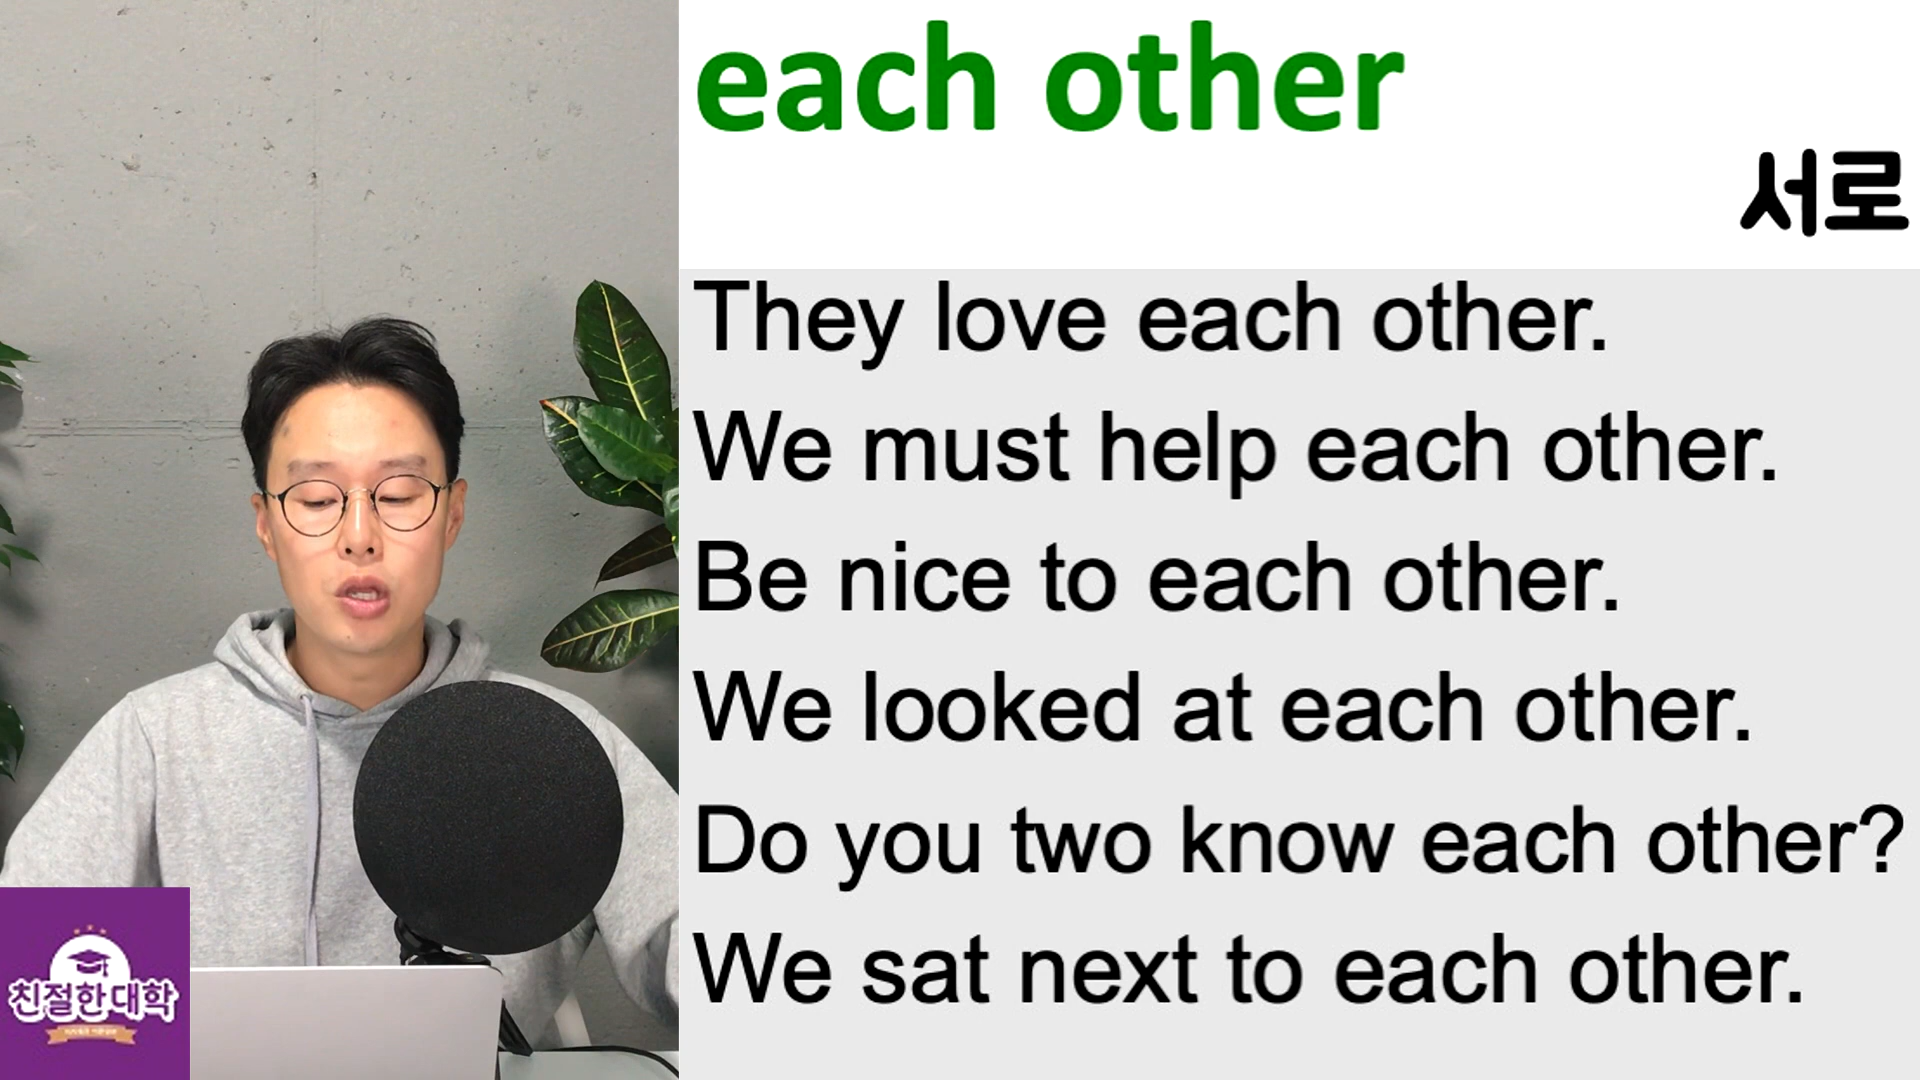 each other
서로
They love each other.
We must help each other.
Be nice to each other.
We looked at each other.
Do you two know each other?
We sat next to each other.
친절한대학